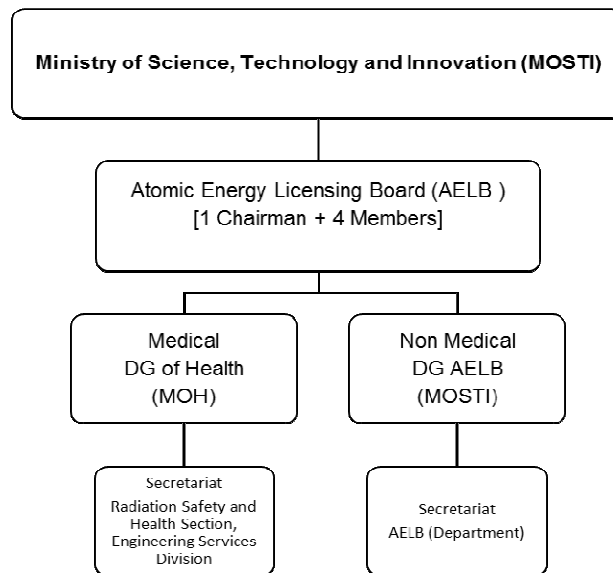 Ministry of Science, Technology and Innovation (MOSTI)
Atomic Energy Licensing Board (AELB )
[1 Chairman + 4 Members]
Medical
DG of Health
(MOH)
Non Medical
DG AELB
(MOSTI)
Secretariat
Radiation Safety and
Health Section,
Engineering Services
Division
Secretariat
AELB (Department)